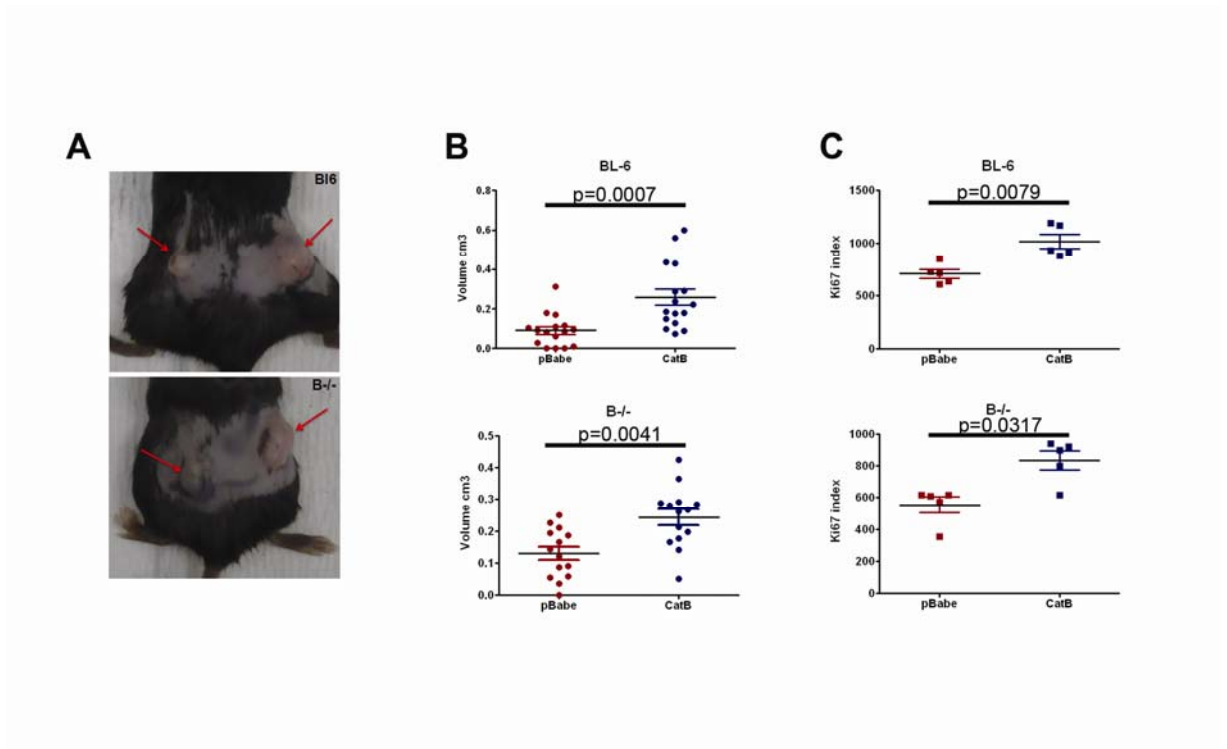 A
Bl6
B-/-
B
BL-6
p=0.0007
0.8
0.6
0.4
0.2
0.0
Volume cm3
pBabe
CatB
B-/-
p=0.0041
0.5
0.4
0.3
0.2
0.1
0.0
Volume cm3
pBabe
CatB
C
BL-6
p=0.0079
1500
1000
500
0
Ki67 index
pBabe
CatB
B-/-
p=0.0317
1000
800
600
400
200
0
Ki67 index
pBabe
CatB